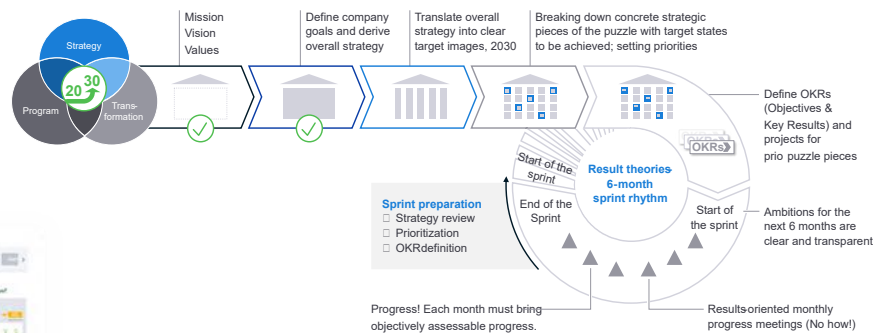 Mission
Vision
Values
Define company
goals and derive
overall strategy
Translate overall
strategy into clear
target images, 2030
Breaking down concrete strategic
pieces of the puzzle with target states
to be achieved; setting priorities
Strategy
20 30
Program
Trans-
formation
Define OKRs
(Objectives &
Key Results) and
projects for
prio puzzle pieces
OKRs
Start of the
sprint
Result theories-
6-month
sprint rhythm
Sprint preparation
☐ Strategy review
☐ Prioritization
☐ OKRdefinition
End of the
Sprint
Start of
the sprint
Ambitions for the
next 6 months are
clear and transparent
Progress! Each month must bring
objectively assessable progress.
Results-oriented monthly
progress meetings (No how!)